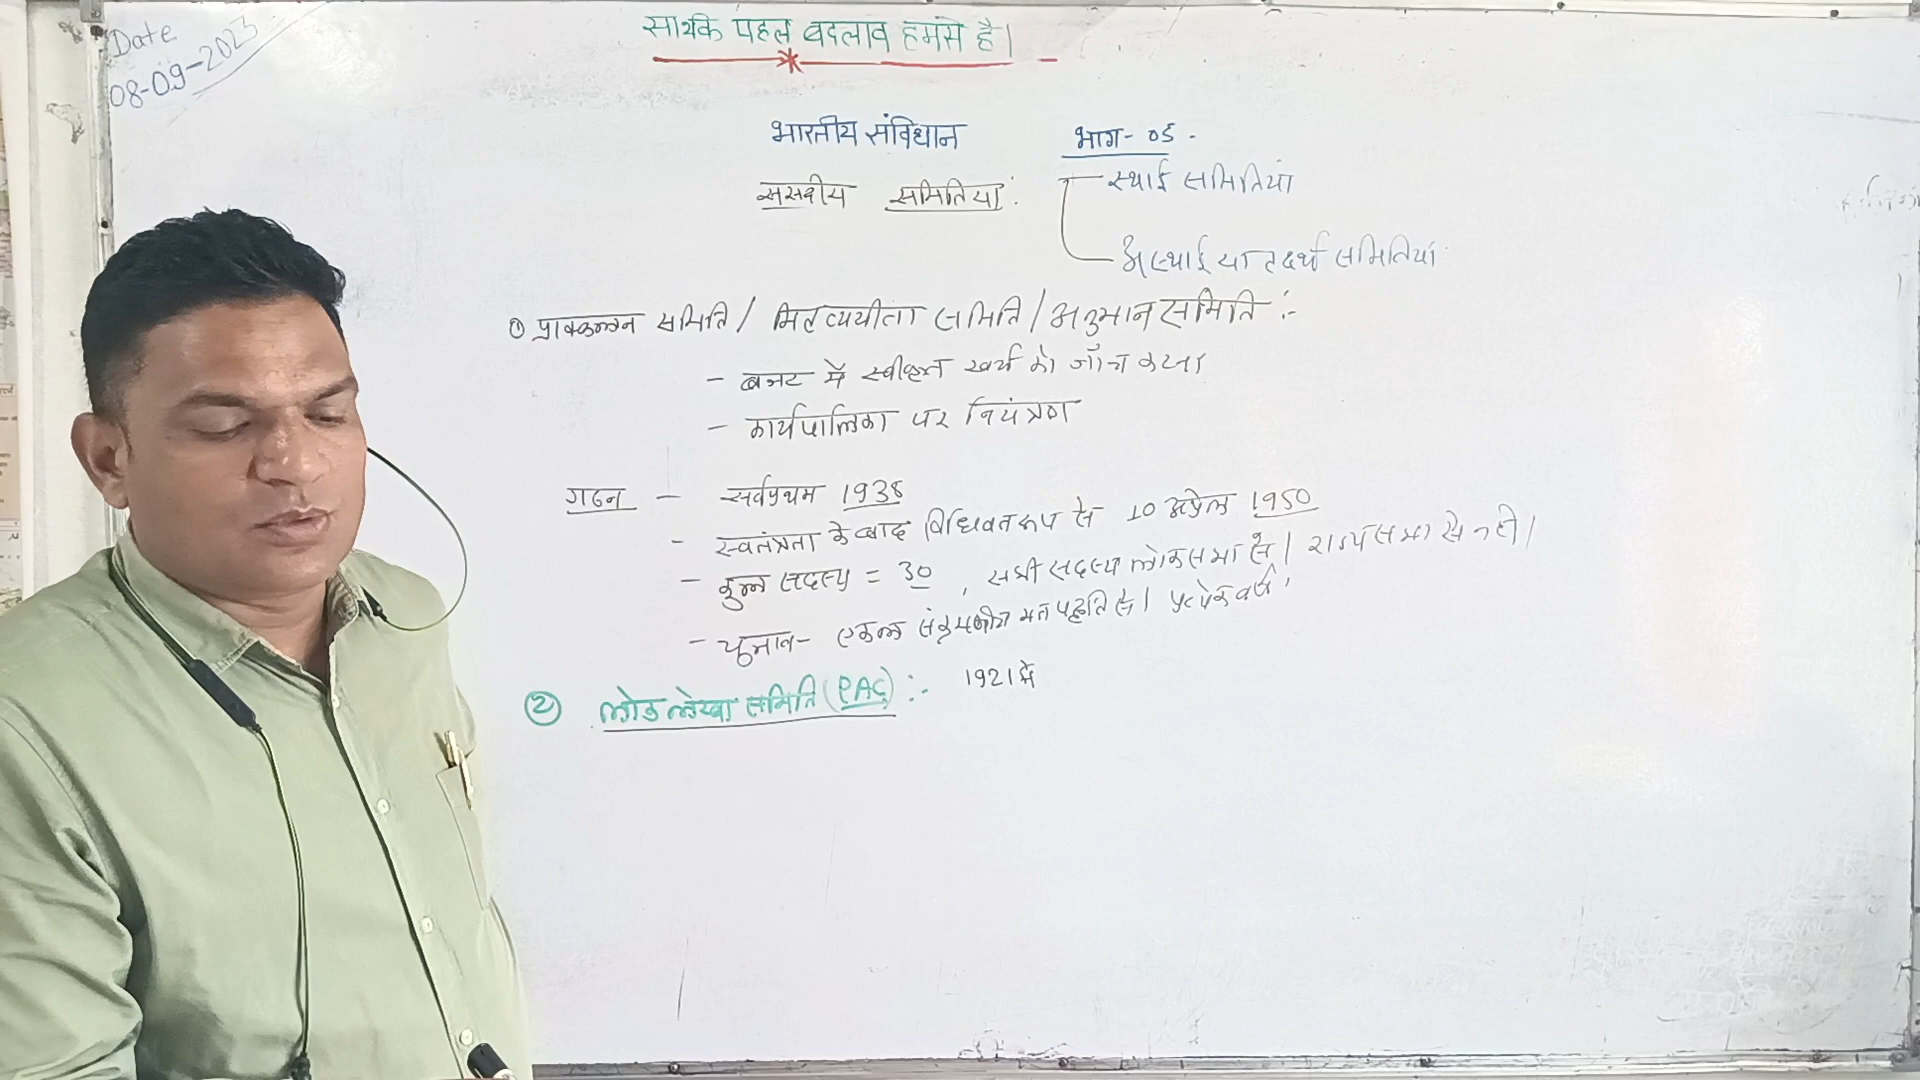 Date
08-09-2023
सार्थक पहल बदलाव हमसे है।
भारतीय संविधान भाग- 05 -
संसदीय समितियां:
स्थाई समितियां
अस्थाई या तदर्थ समितियां
① प्राक्कलन समिति/ मितव्ययीता समिति/अनुमान समिति :-
- बजट में स्वीकृत खर्च की जाँच करना
- कार्यपालिका पर नियंत्रण
गठन - सर्वप्रथम 1938
- स्वतंत्रता के बाद विधिवत रूप से 10 अप्रैल 1950
- कुल सदस्य = 30, सभी सदस्य लोकसभा से। राज्यसभा से नही।
- चुनाव- एकल संक्रमणीय मत पद्धति से। प्रत्येक वर्ष
② लोक लेखा समिति (PAC) :- 1921 में